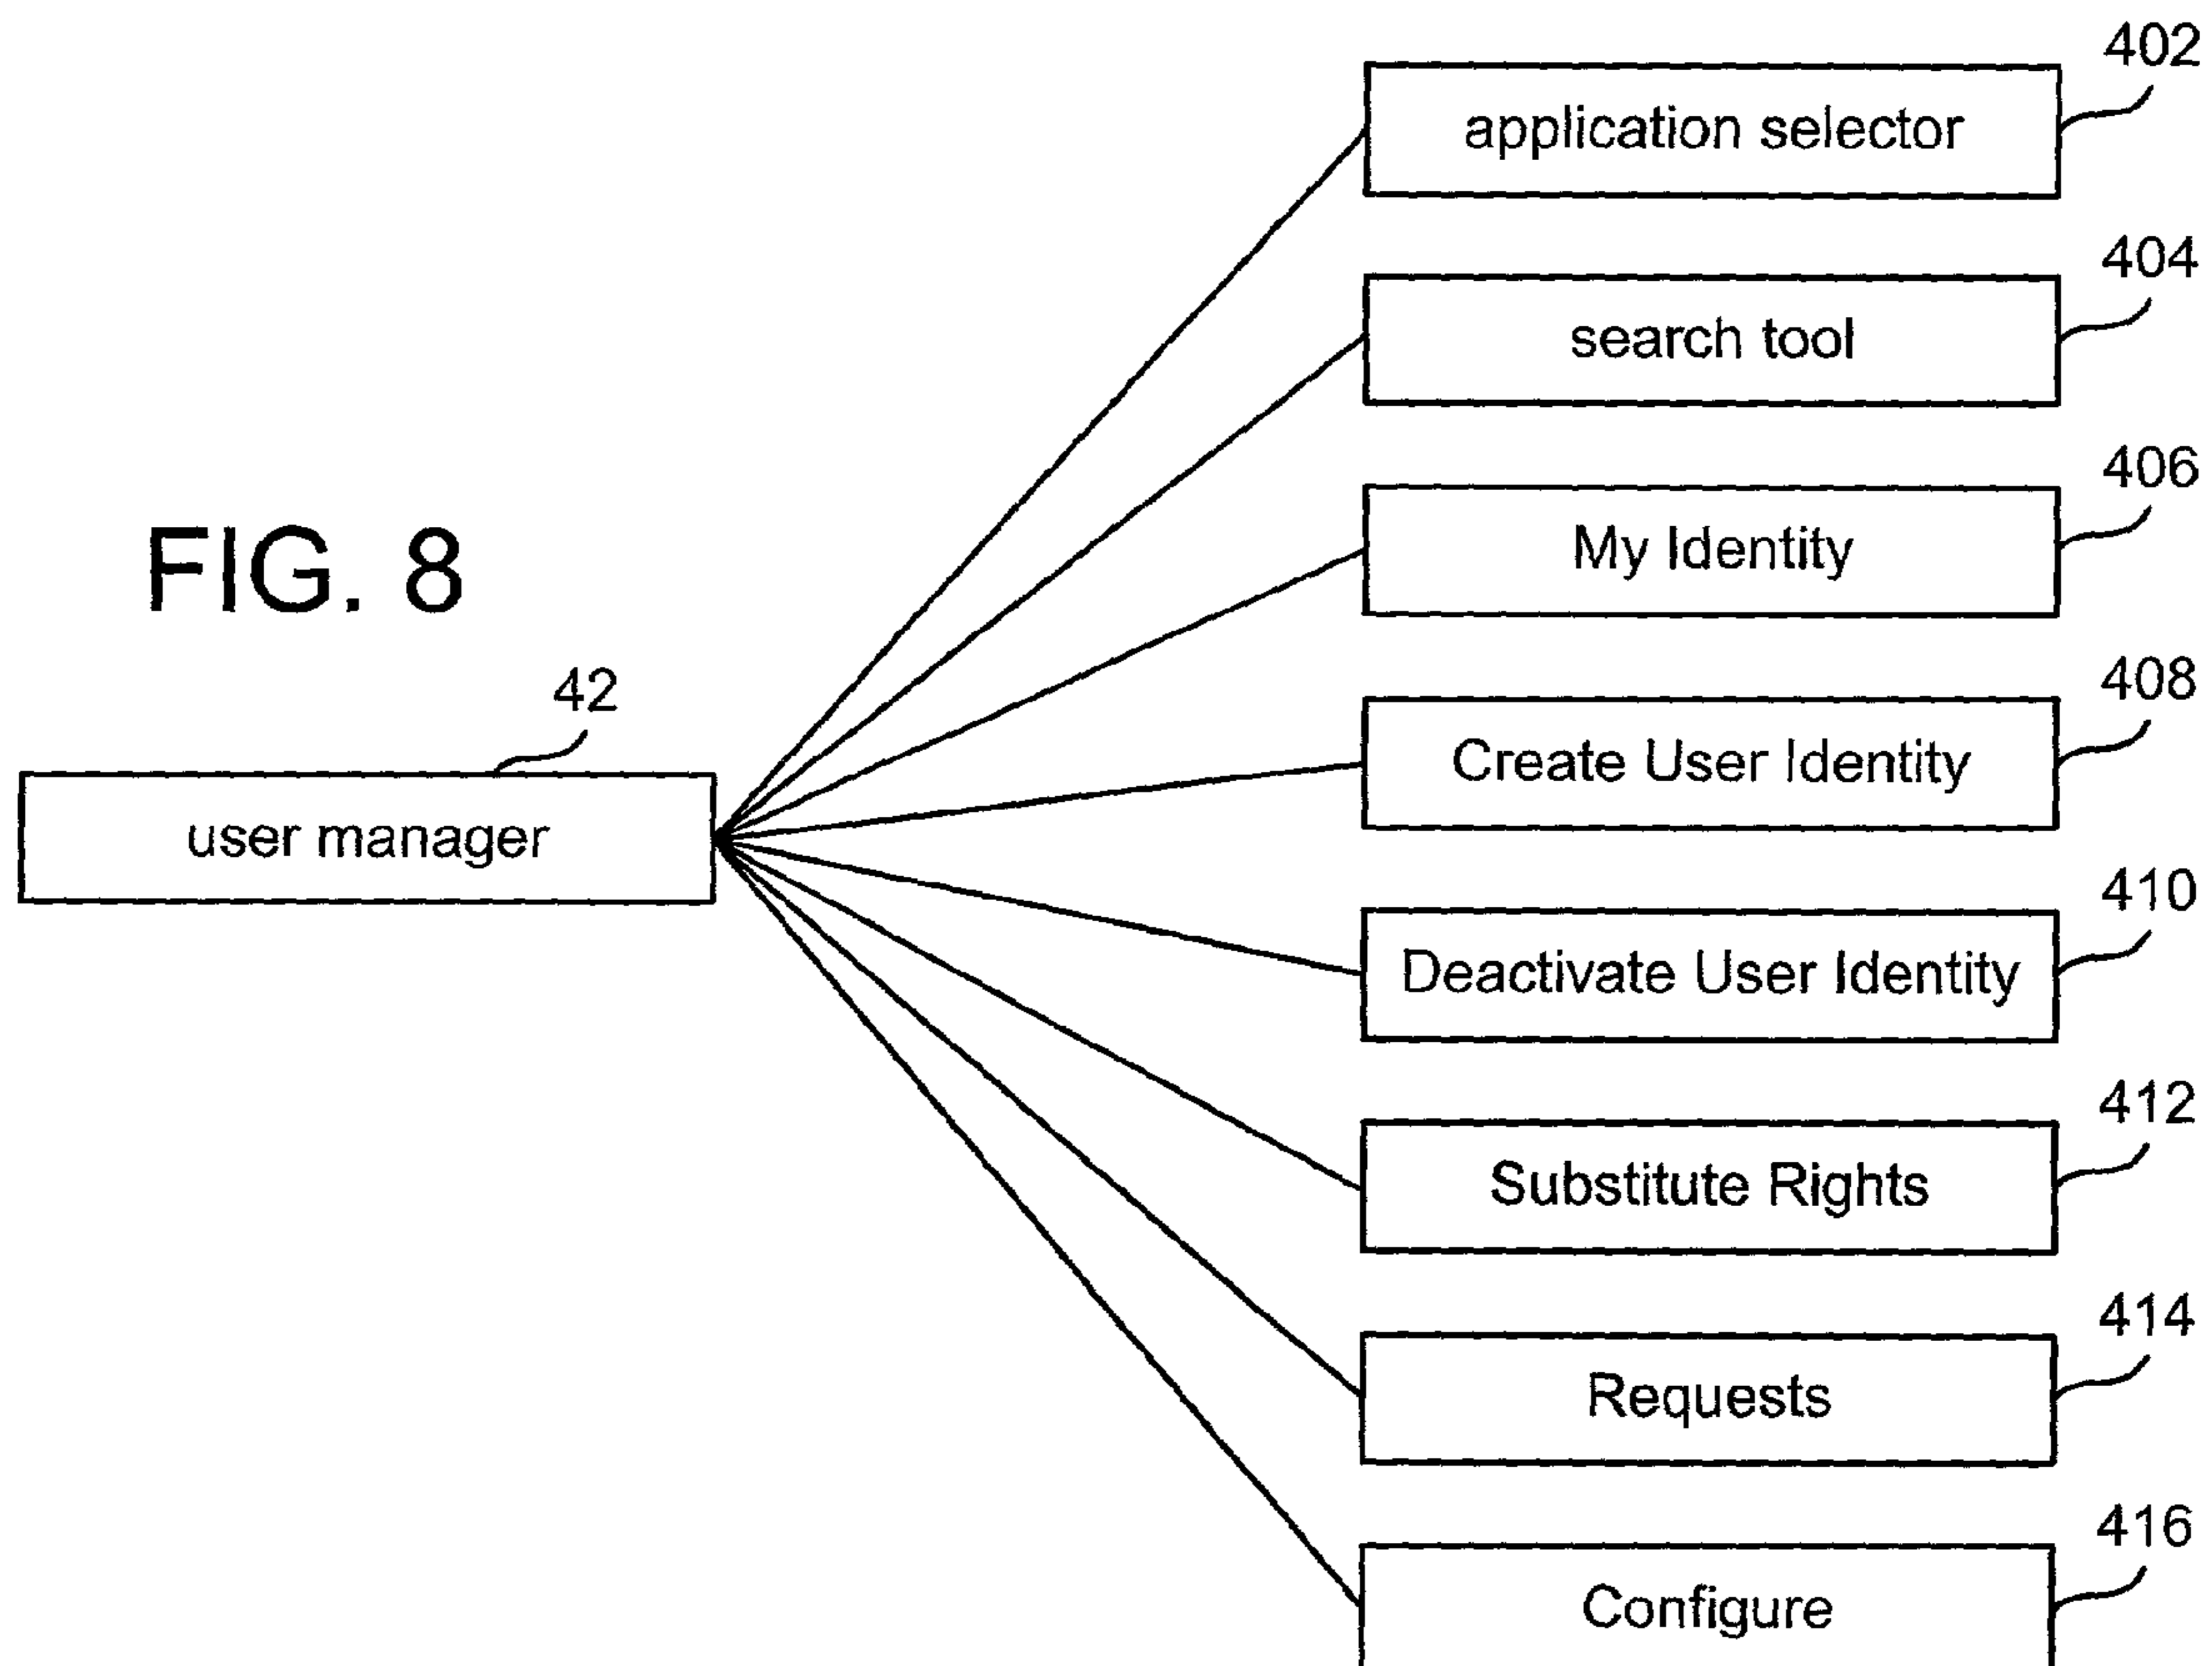 402
application selector
404
search tool
406
My Identity
FIG. 8
408
42
Create User Identity
user manager
410
Deactivate User Identity
412
Substitute Rights
414
Requests
416
Configure